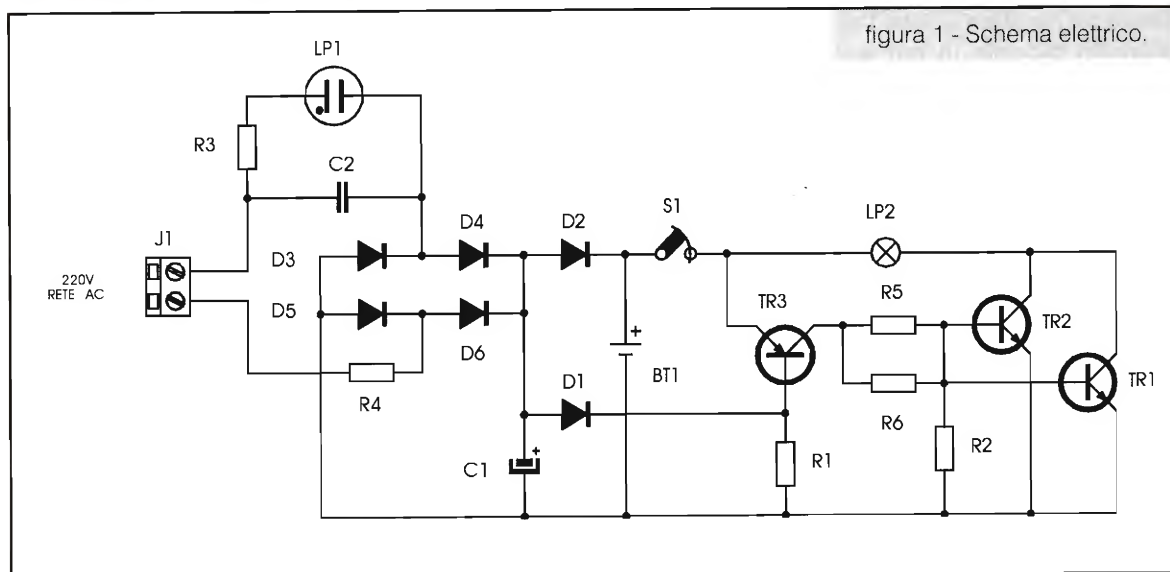 figura 1 - Schema elettrico.
LP1
R3
C2
D4
D2
S1
LP2
J1
D3
220V
RETE AC
D5
TR3
R5
TR2
D6
BT1
R4
D1
R6
TR1
C1
R1
R2
+
+